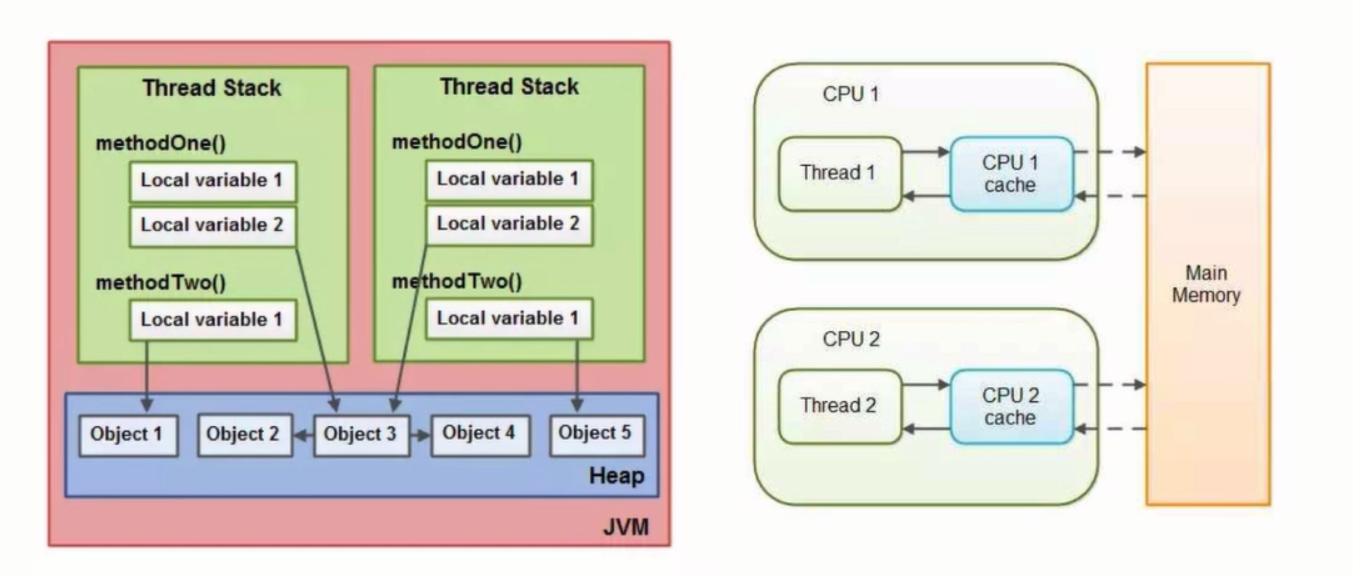 Thread Stack
methodOne()
Local variable 1
Local variable 2
methodTwo()
Local variable 1
Thread Stack
methodOne()
Local variable 1
Local variable 2
methodTwo()
Local variable 1
Object 1
Object 2
Object 3
Object 4
Object 5
Heap
JVM
CPU 1
Thread 1
CPU 1
cache
CPU 2
Thread 2
CPU 2
cache
Main
Memory